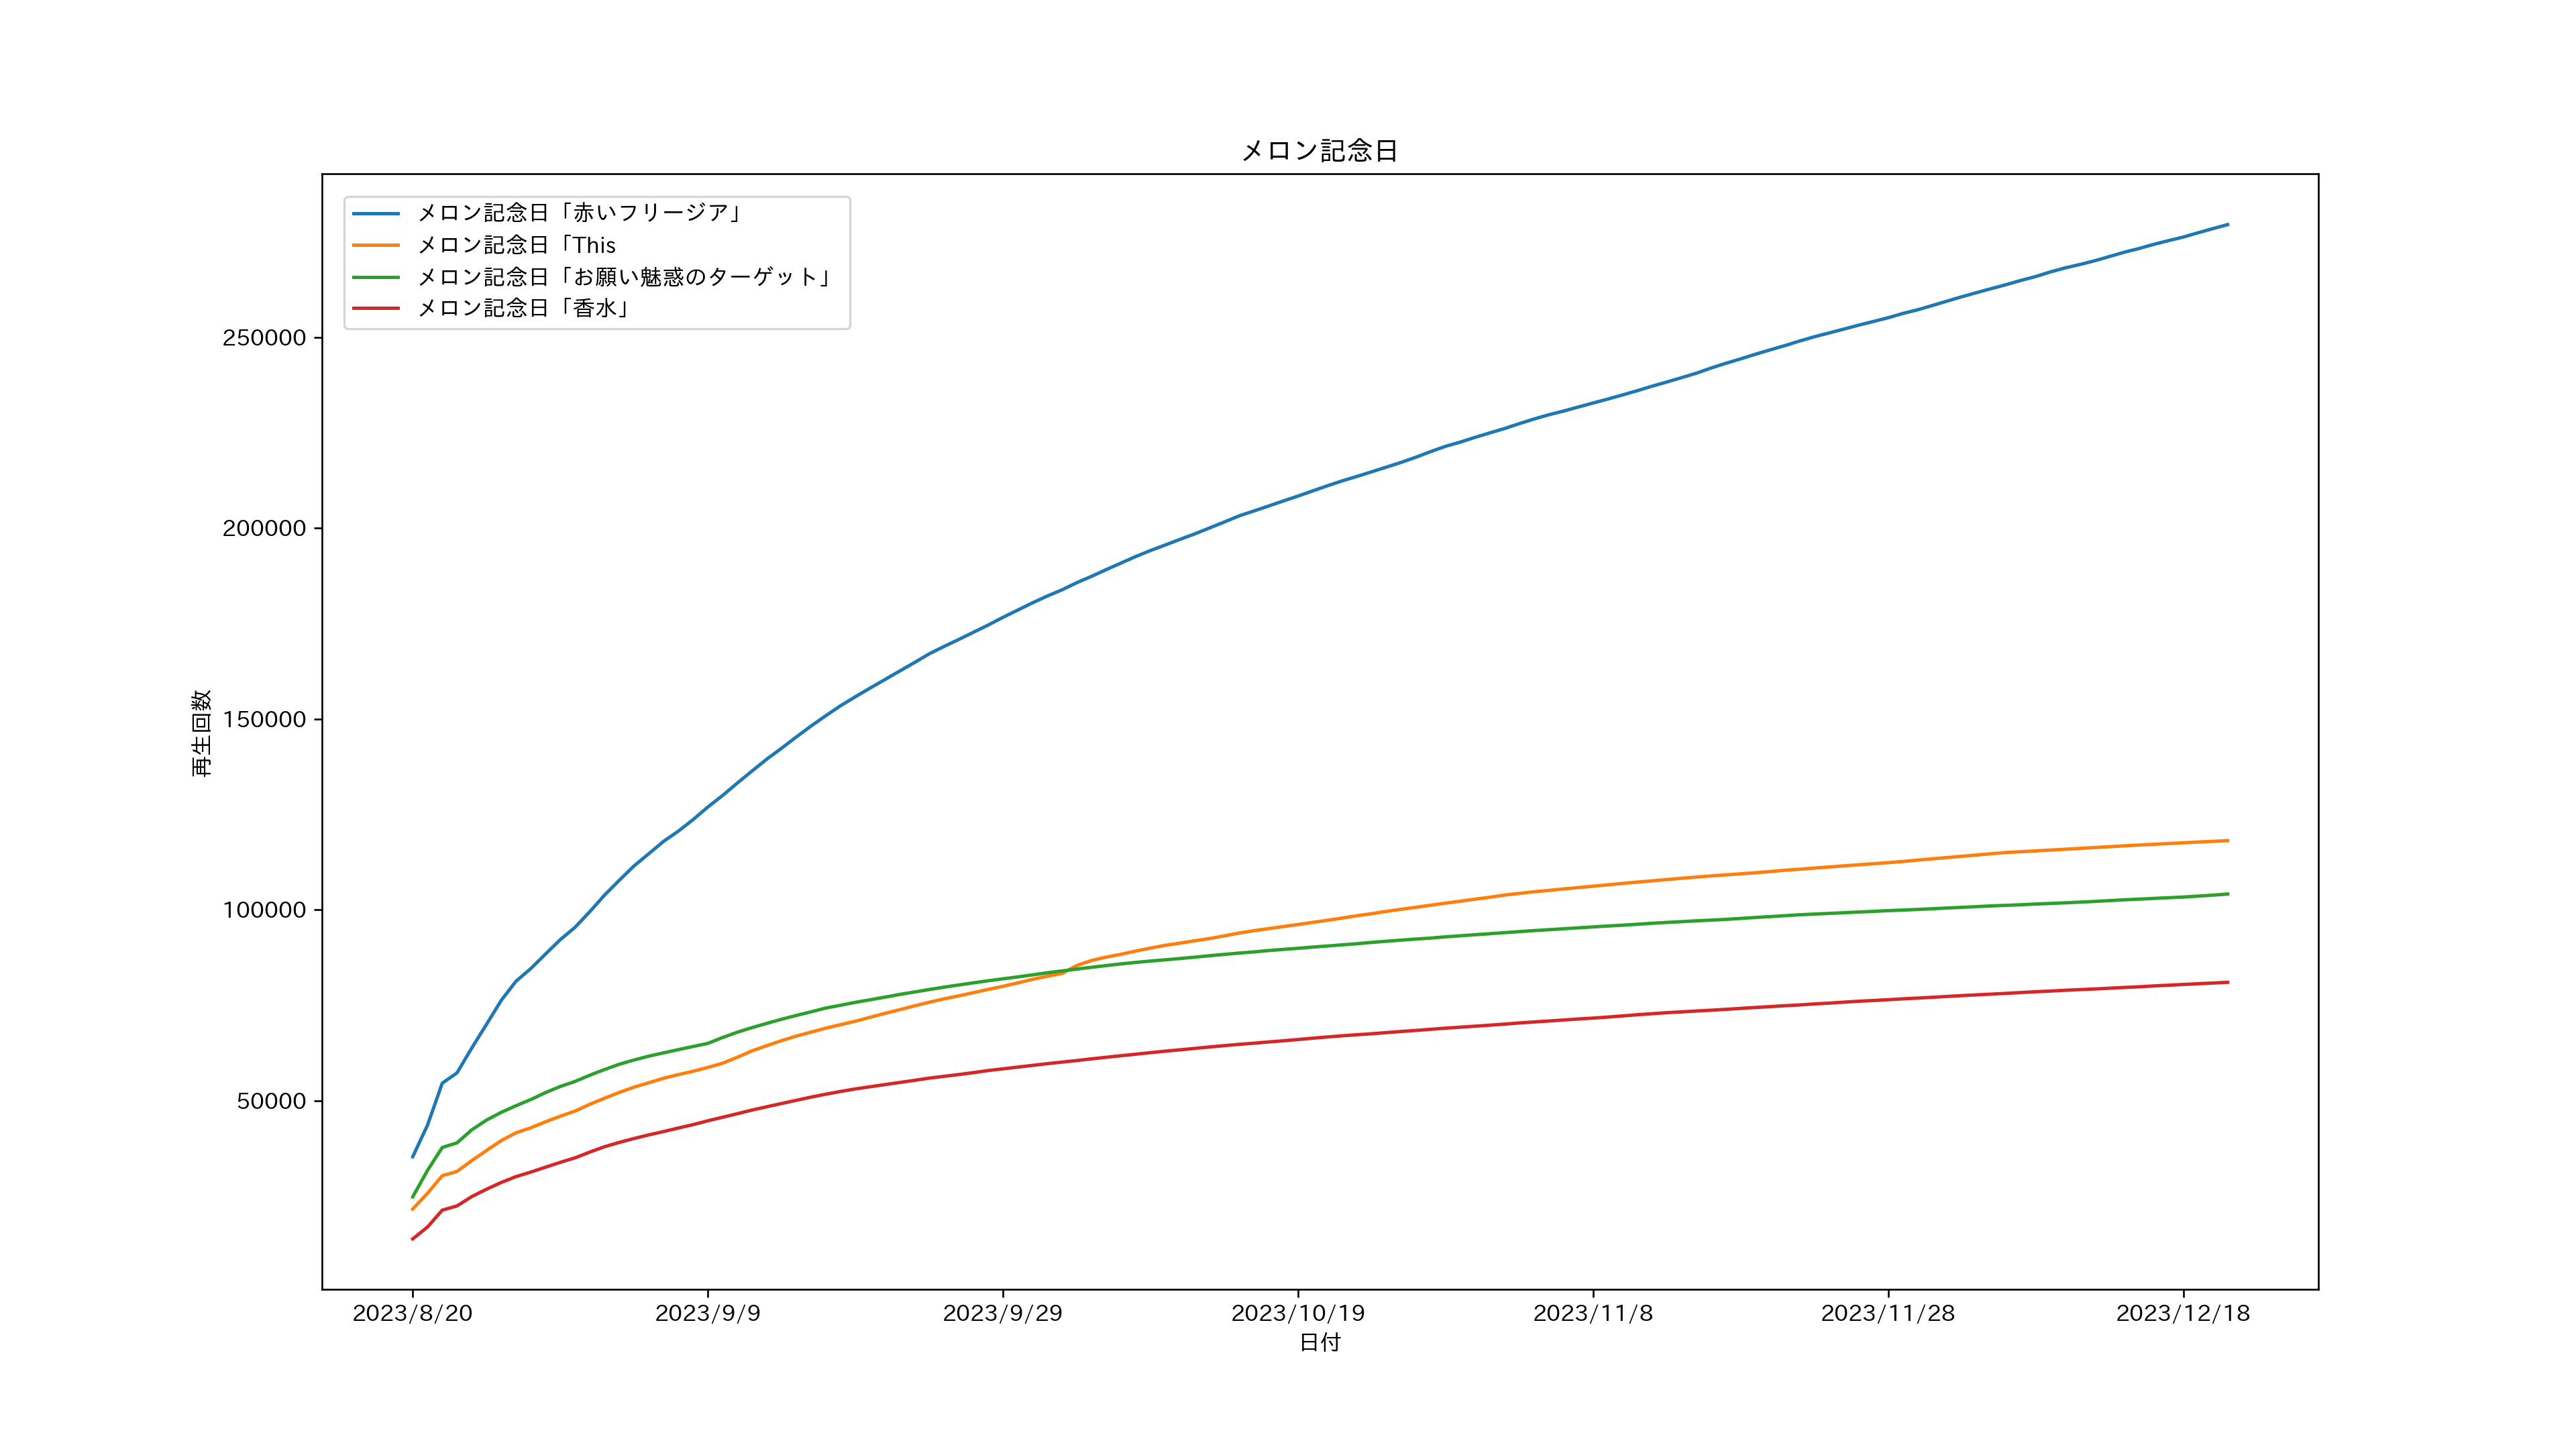 メロン記念日
メロン記念日「赤いフリージア」
メロン記念日「This
メロン記念日「お願い魅惑のターゲット」
メロン記念日「香水」
再生回数
250000
200000
150000
100000
50000
2023/8/20
2023/9/9
2023/9/29
2023/10/19
2023/11/8
2023/11/28
2023/12/18
日付